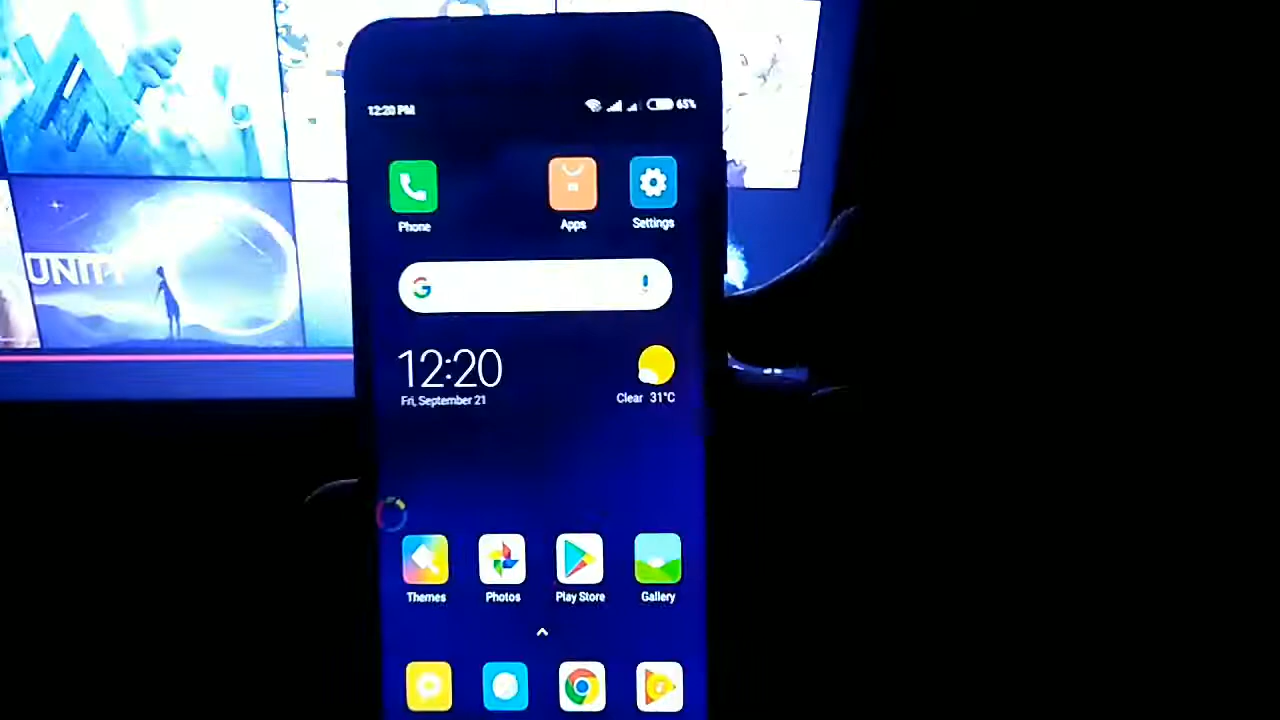 12:20 PM
65%
Phone
Apps
Settings
UNITY
12:20
Fri, September 21
Clear 31°C
Themes
Photos
Play Store
Gallery